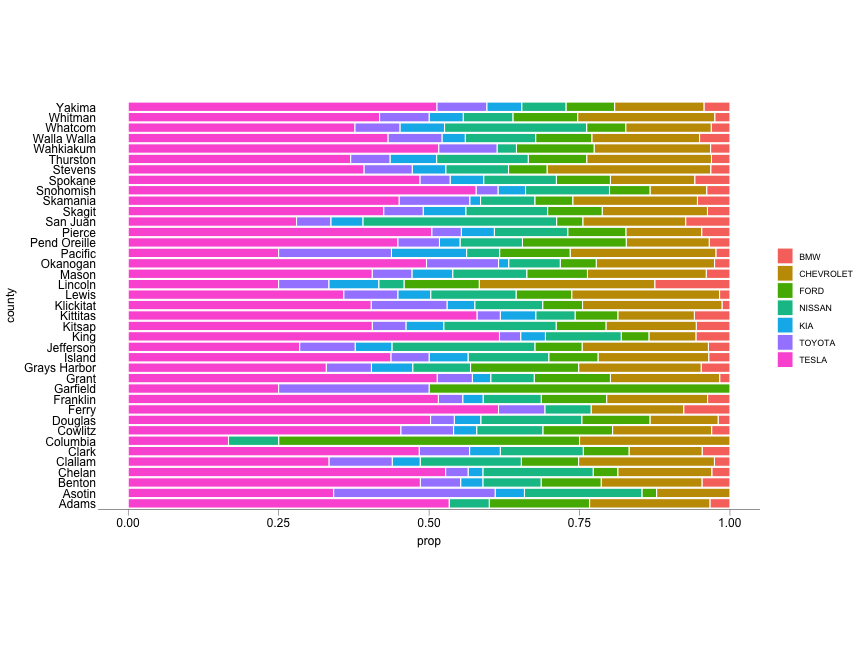 county
Yakima
Whitman
Whatcom
Walla Walla
Wahkiakum
Thurston
Stevens
Spokane
Snohomish
Skamania
Skagit
San Juan
Pierce
Pend Oreille
Pacific
Okanogan
Mason
Lincoln
Lewis
Klickitat
Kittitas
Kitsap
King
Jefferson
Island
Grays Harbor
Grant
Garfield
Franklin
Ferry
Douglas
Cowlitz
Columbia
Clark
Clallam
Chelan
Benton
Asotin
Adams
0.00 0.25 0.50 0.75 1.00
prop
BMW
CHEVROLET
FORD
NISSAN
KIA
TOYOTA
TESLA